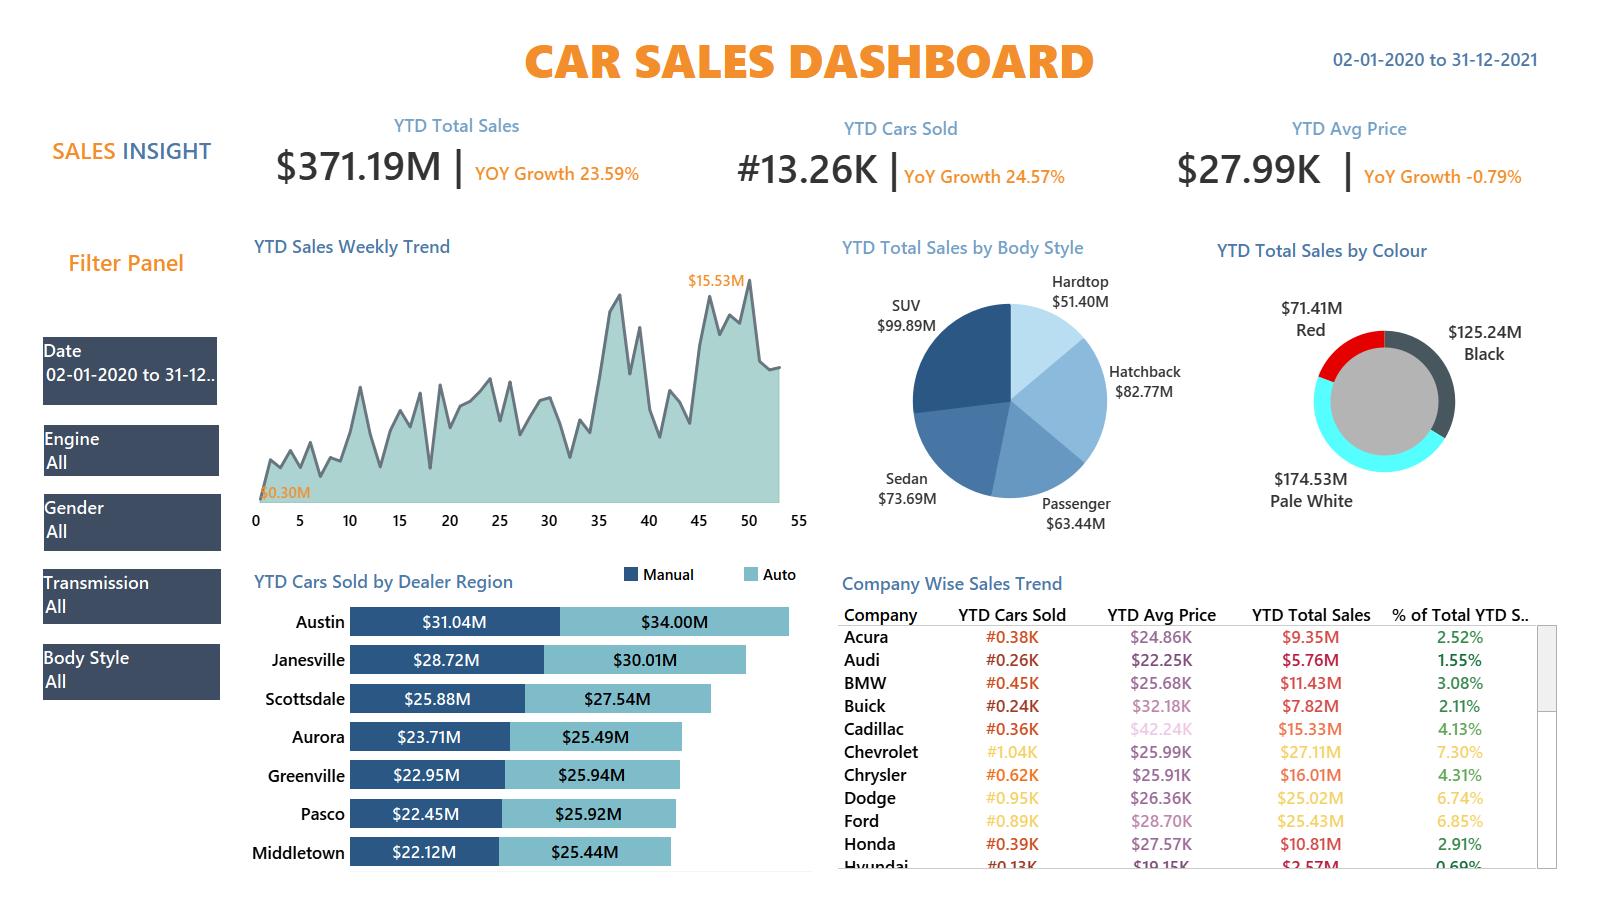 CAR SALES DASHBOARD
02-01-2020 to 31-12-2021
SALES INSIGHT
YTD Total Sales
$371.19M | YOY Growth 23.59%
YTD Cars Sold
#13.26K | YoY Growth 24.57%
YTD Avg Price
$27.99K | YoY Growth -0.79%
Filter Panel
Date
02-01-2020 to 31-12..
Engine
All
Gender
All
Transmission
All
Body Style
All
YTD Sales Weekly Trend
$15.53M
$0.30M
0 5 10 15 20 25 30 35 40 45 50 55
YTD Total Sales by Body Style
Hardtop
$51.40M
SUV
$99.89M
Hatchback
$82.77M
Sedan
$73.69M
Passenger
$63.44M
YTD Total Sales by Colour
$71.41M
Red
$125.24M
Black
$174.53M
Pale White
YTD Cars Sold by Dealer Region
Manual Auto
Austin $31.04M $34.00M
Janesville $28.72M $30.01M
Scottsdale $25.88M $27.54M
Aurora $23.71M $25.49M
Greenville $22.95M $25.94M
Pasco $22.45M $25.92M
Middletown $22.12M $25.44M
Company Wise Sales Trend
Company YTD Cars Sold YTD Avg Price YTD Total Sales % of Total YTD S..
Acura #0.38K $24.86K $9.35M 2.52%
Audi #0.26K $22.25K $5.76M 1.55%
BMW #0.45K $25.68K $11.43M 3.08%
Buick #0.24K $32.18K $7.82M 2.11%
Cadillac #0.36K $42.24K $15.33M 4.13%
Chevrolet #1.04K $25.99K $27.11M 7.30%
Chrysler #0.62K $25.91K $16.01M 4.31%
Dodge #0.95K $26.36K $25.02M 6.74%
Ford #0.89K $28.70K $25.43M 6.85%
Honda #0.39K $27.57K $10.81M 2.91%
Hyundai #0.13K $19.15K $2.57M 0.69%